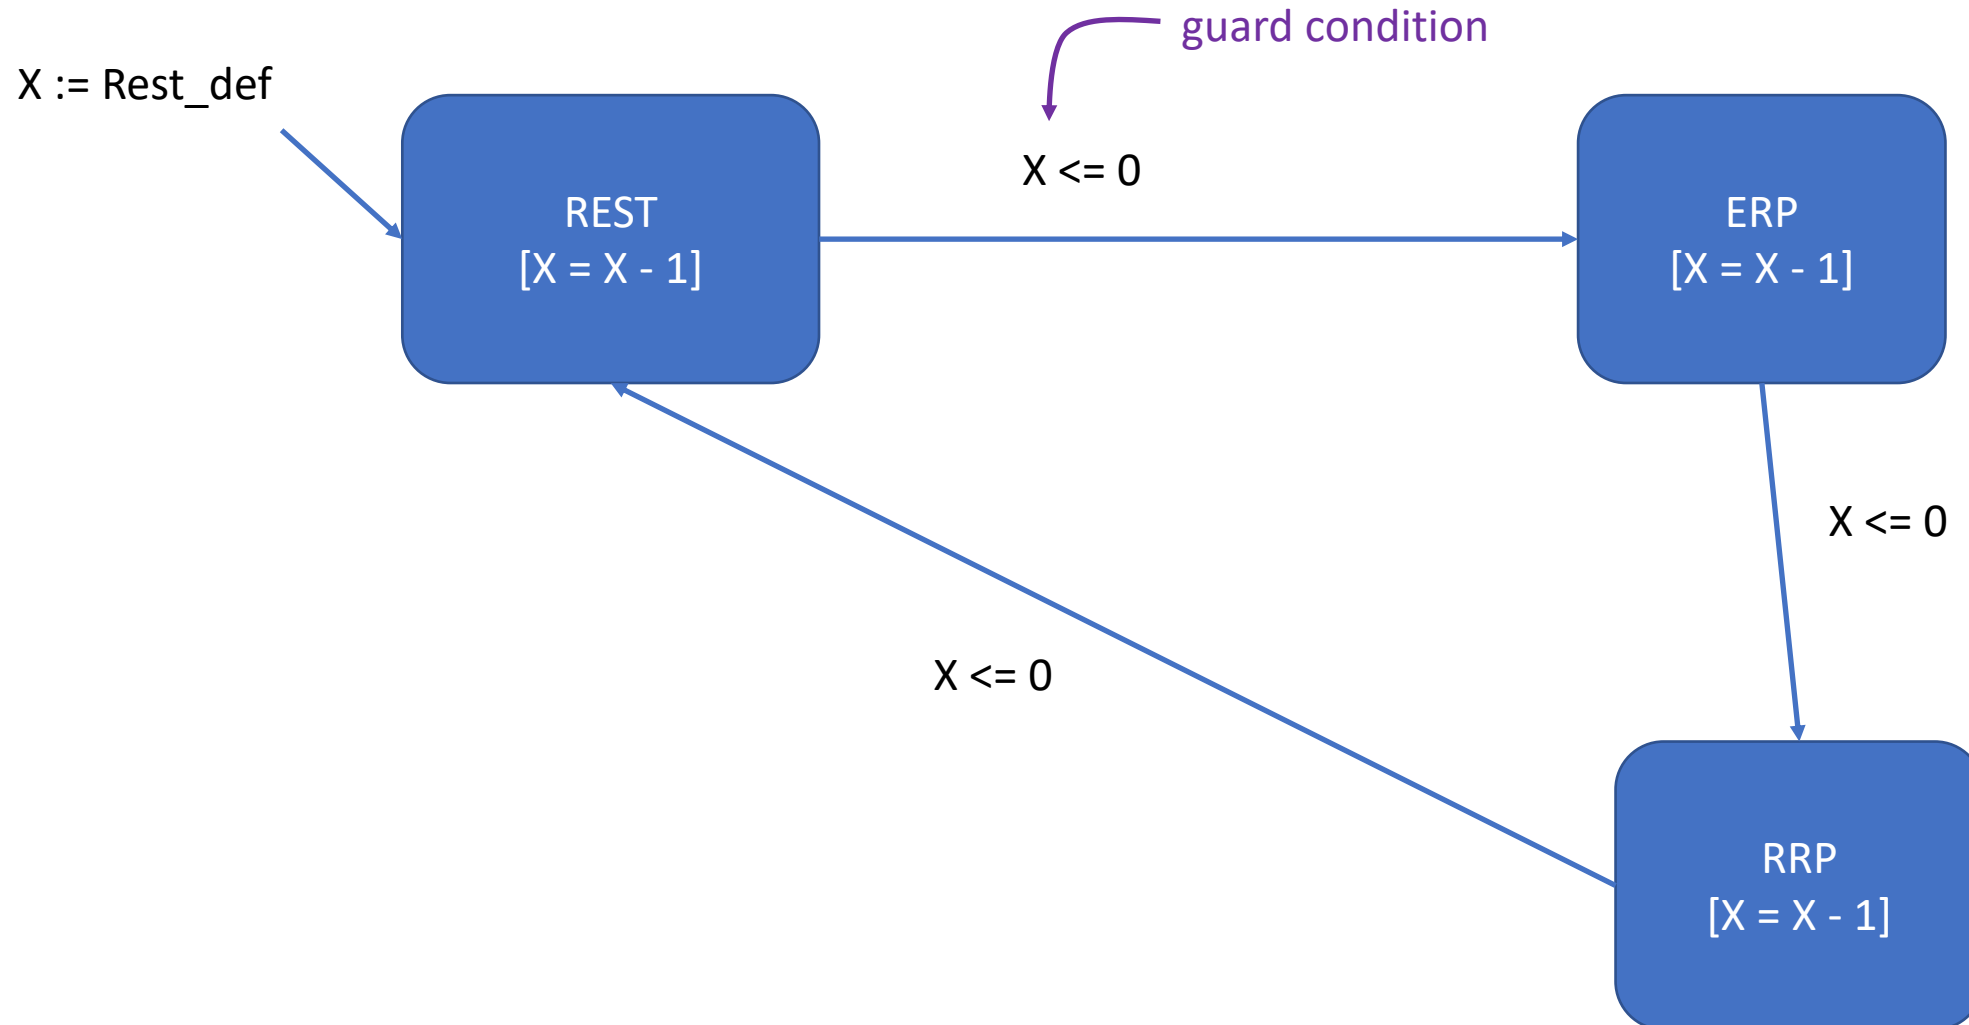 guard condition
X := Rest_def
X <= 0
REST
[X = X - 1]
ERP
[X = X - 1]
X <= 0
X <= 0
RRP
[X = X - 1]